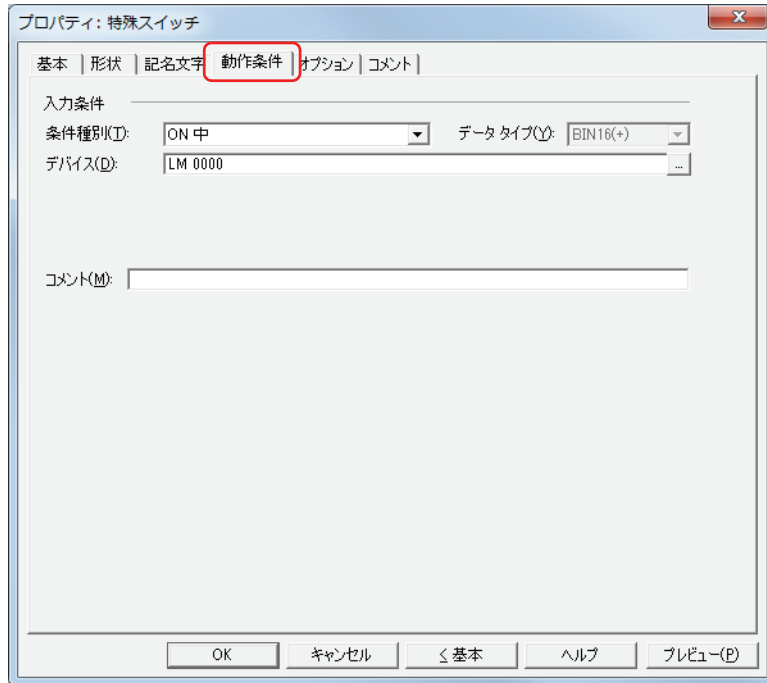 プロパティ: 特殊スイッチ
基本 形状 記名文字 動作条件 オプション コメント
入力条件
条件種別(T): ON 中 データ タイプ(Y): BIN16(+)
デバイス(D): LM 0000 ...
コメント(M):
OK キャンセル < 基本 ヘルプ プレビュー(P)